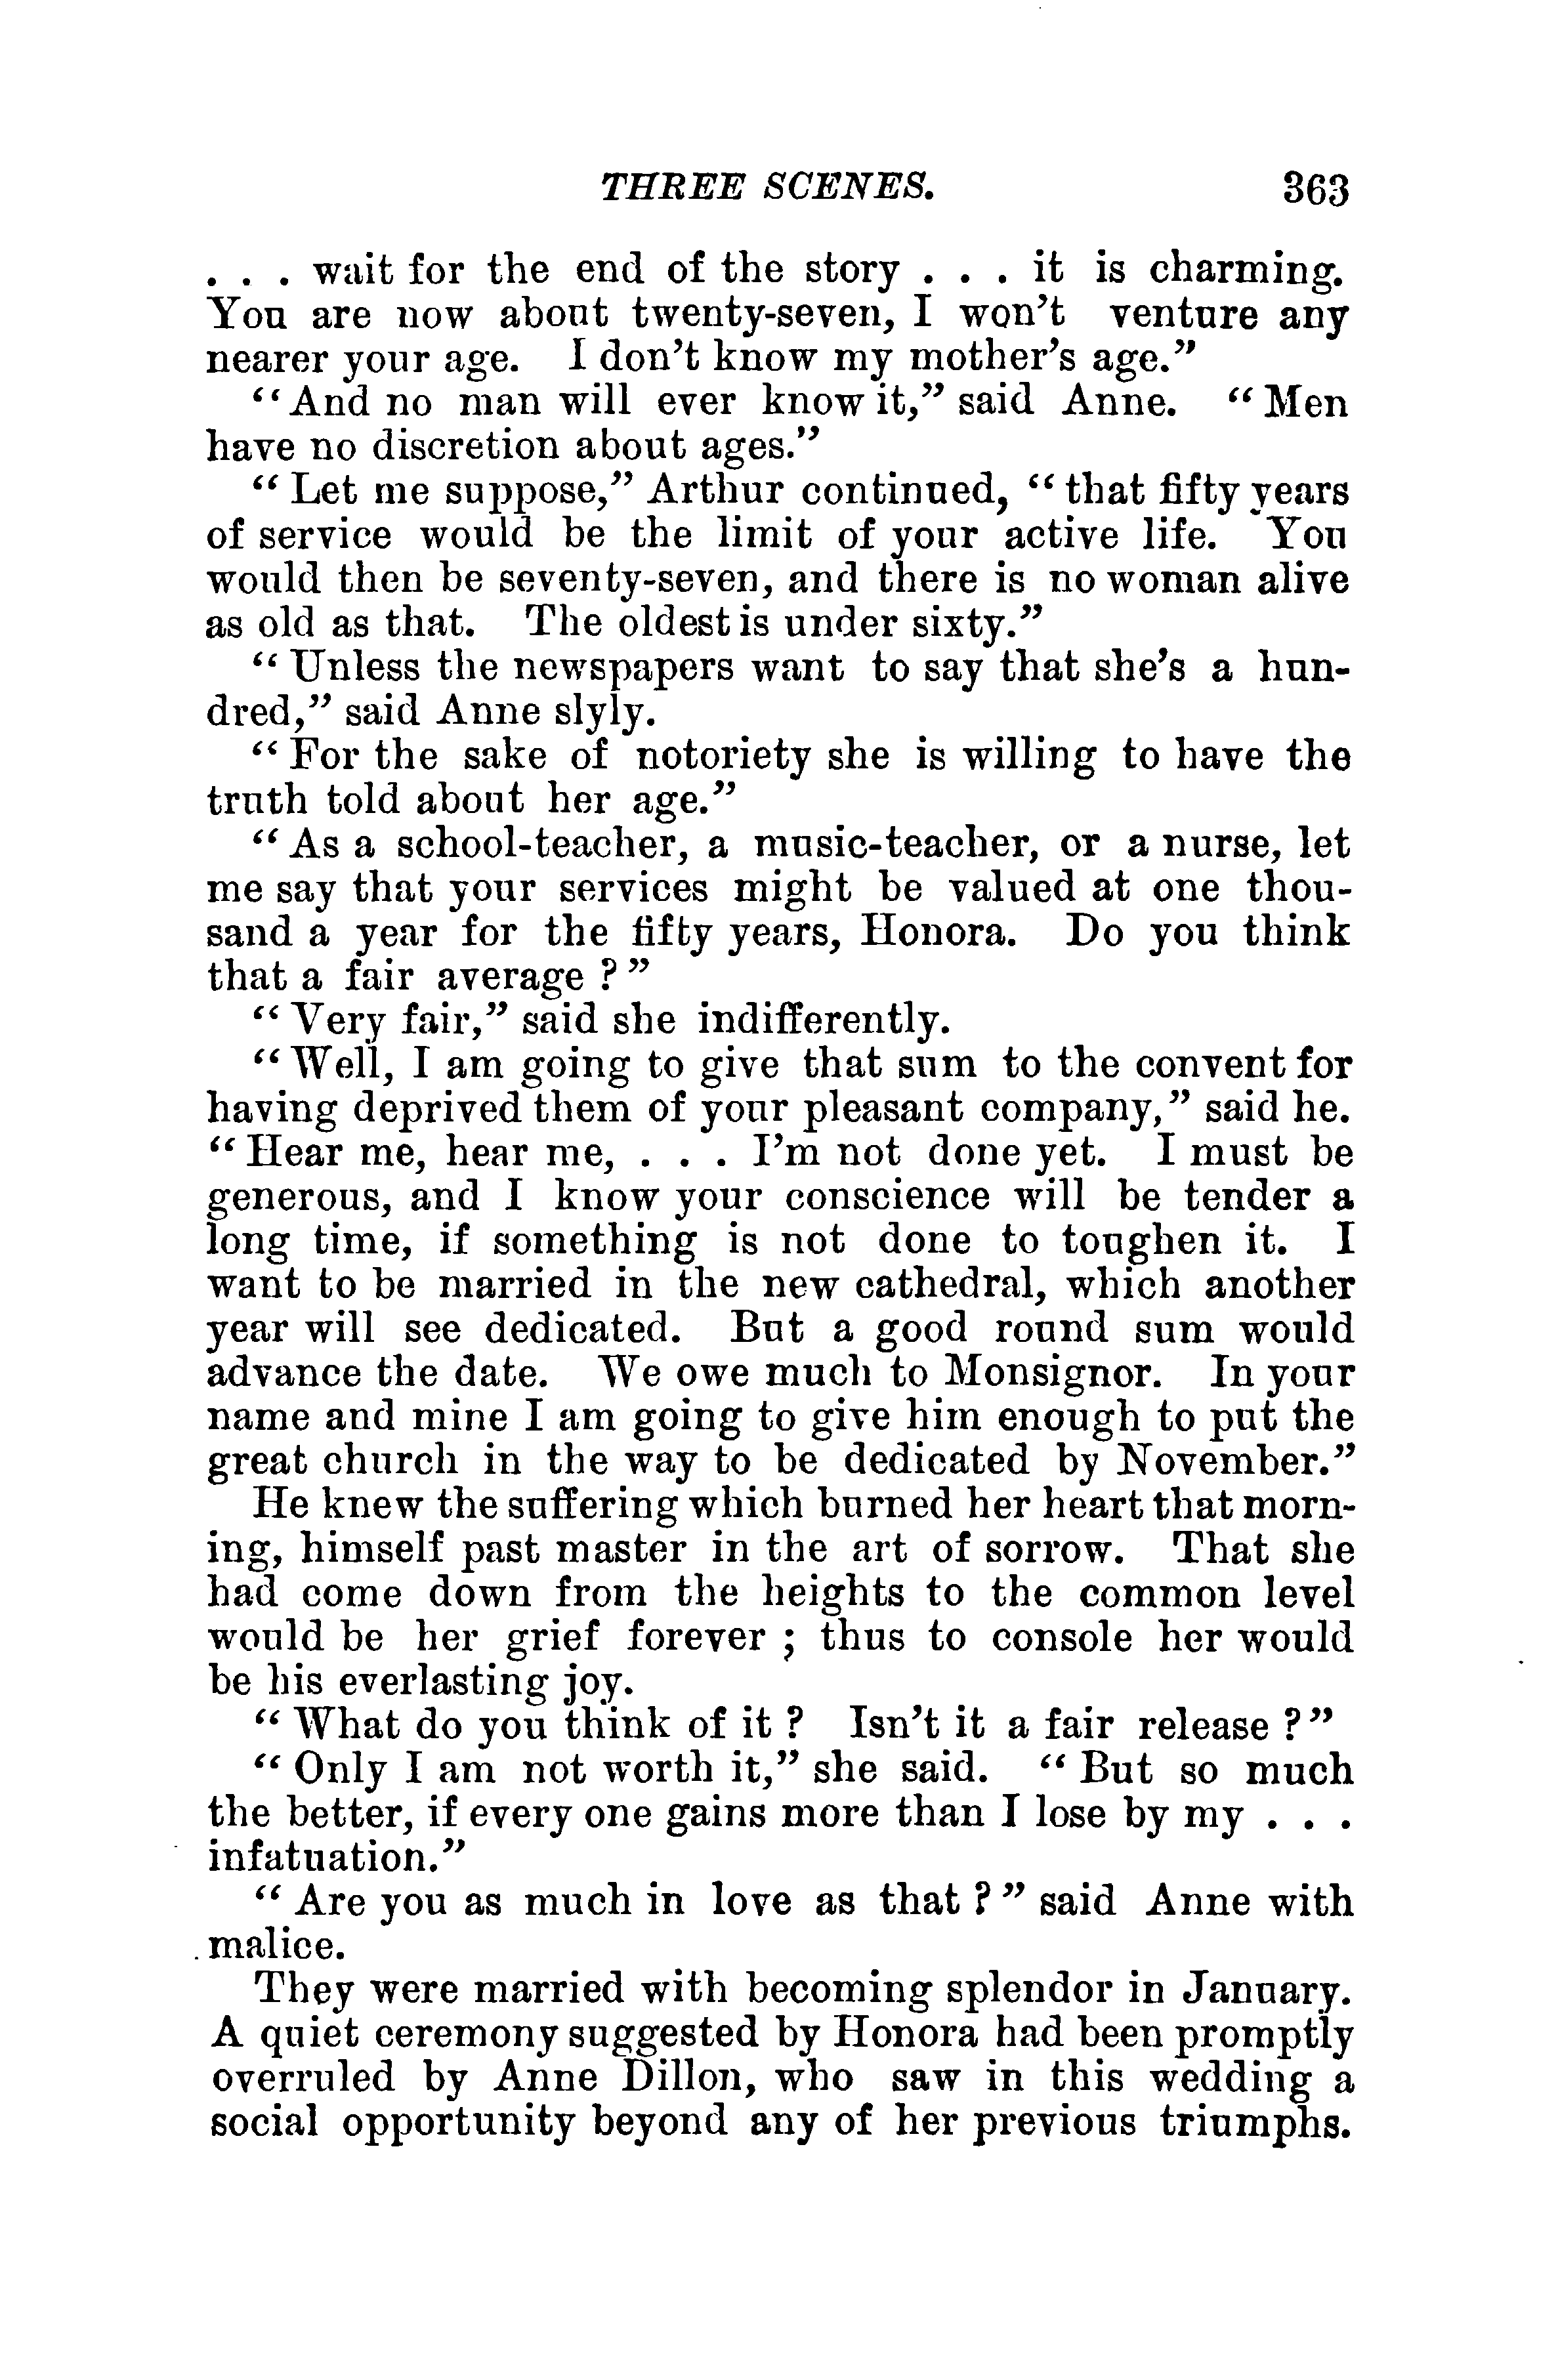 THREE SCENES. 363
. . . wait for the end of the story . . . it is charming.
You are now about twenty-seven, I won't venture any
nearer your age. I don't know my mother's age."
"And no man will ever know it," said Anne. "Men
have no discretion about ages."
"Let me suppose," Arthur continued, "that fifty years
of service would be the limit of your active life. You
would then be seventy-seven, and there is no woman alive
as old as that. The oldest is under sixty."
"Unless the newspapers want to say that she's a hun-
dred," said Anne slyly.
"For the sake of notoriety she is willing to have the
truth told about her age."
"As a school-teacher, a music-teacher, or a nurse, let
me say that your services might be valued at one thou-
sand a year for the fifty years, Honora. Do you think
that a fair average ?"
"Very fair," said she indifferently.
"Well, I am going to give that sum to the convent for
having deprived them of your pleasant company," said he.
"Hear me, hear me, . . . I'm not done yet. I must be
generous, and I know your conscience will be tender a
long time, if something is not done to toughen it. I
want to be married in the new cathedral, which another
year will see dedicated. But a good round sum would
advance the date. We owe much to Monsignor. In your
name and mine I am going to give him enough to put the
great church in the way to be dedicated by November."
He knew the suffering which burned her heart that morn-
ing, himself past master in the art of sorrow. That she
had come down from the heights to the common level
would be her grief forever ; thus to console her would
be his everlasting joy.
"What do you think of it ? Isn't it a fair release ?"
"Only I am not worth it," she said. "But so much
the better, if every one gains more than I lose by my . . .
infatuation."
"Are you as much in love as that ?" said Anne with
malice.
They were married with becoming splendor in January.
A quiet ceremony suggested by Honora had been promptly
overruled by Anne Dillon, who saw in this wedding a
social opportunity beyond any of her previous triumphs.